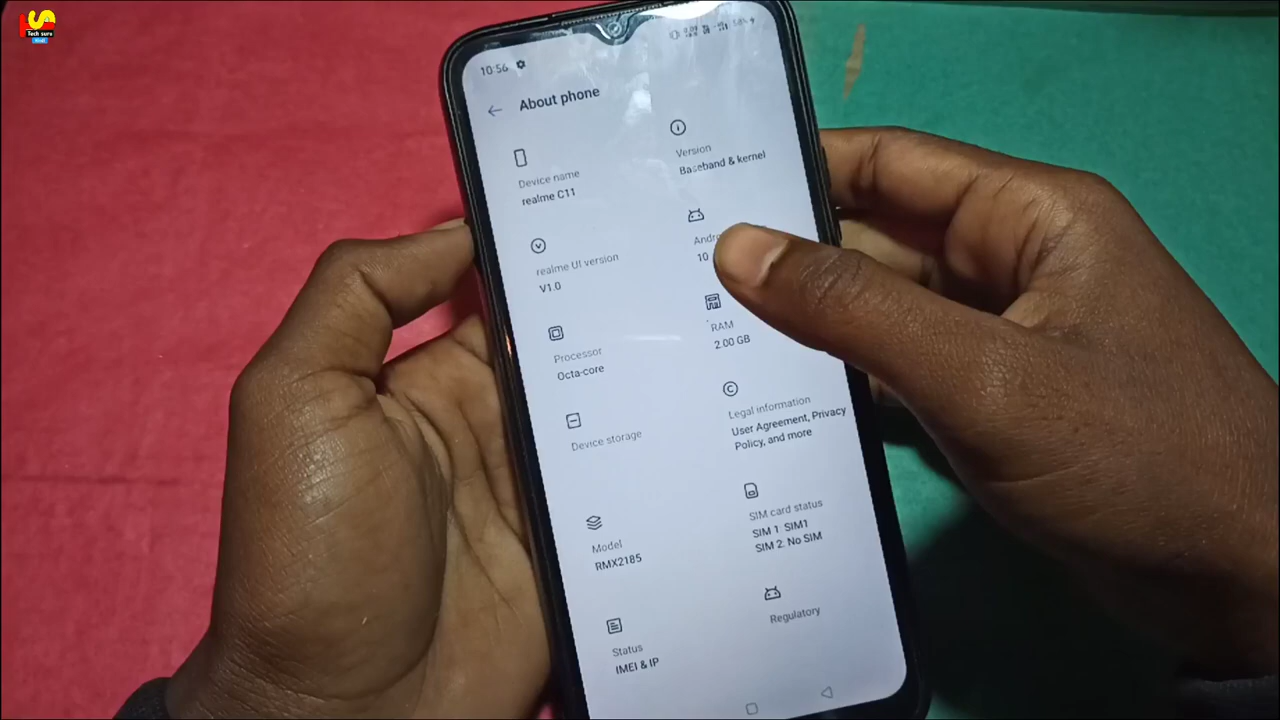 Tech suru
10:56
About phone
Device name
realme C11
Version
Baseband & kernel
realme UI version
V1.0
10
Processor
Octa-core
RAM
2.00 GB
Device storage
Legal information
User Agreement, Privacy
Policy, and more
Model
RMX2185
SIM card status
SIM 1: SIM1
SIM 2: No SIM
Status
IMEI & IP
Regulatory